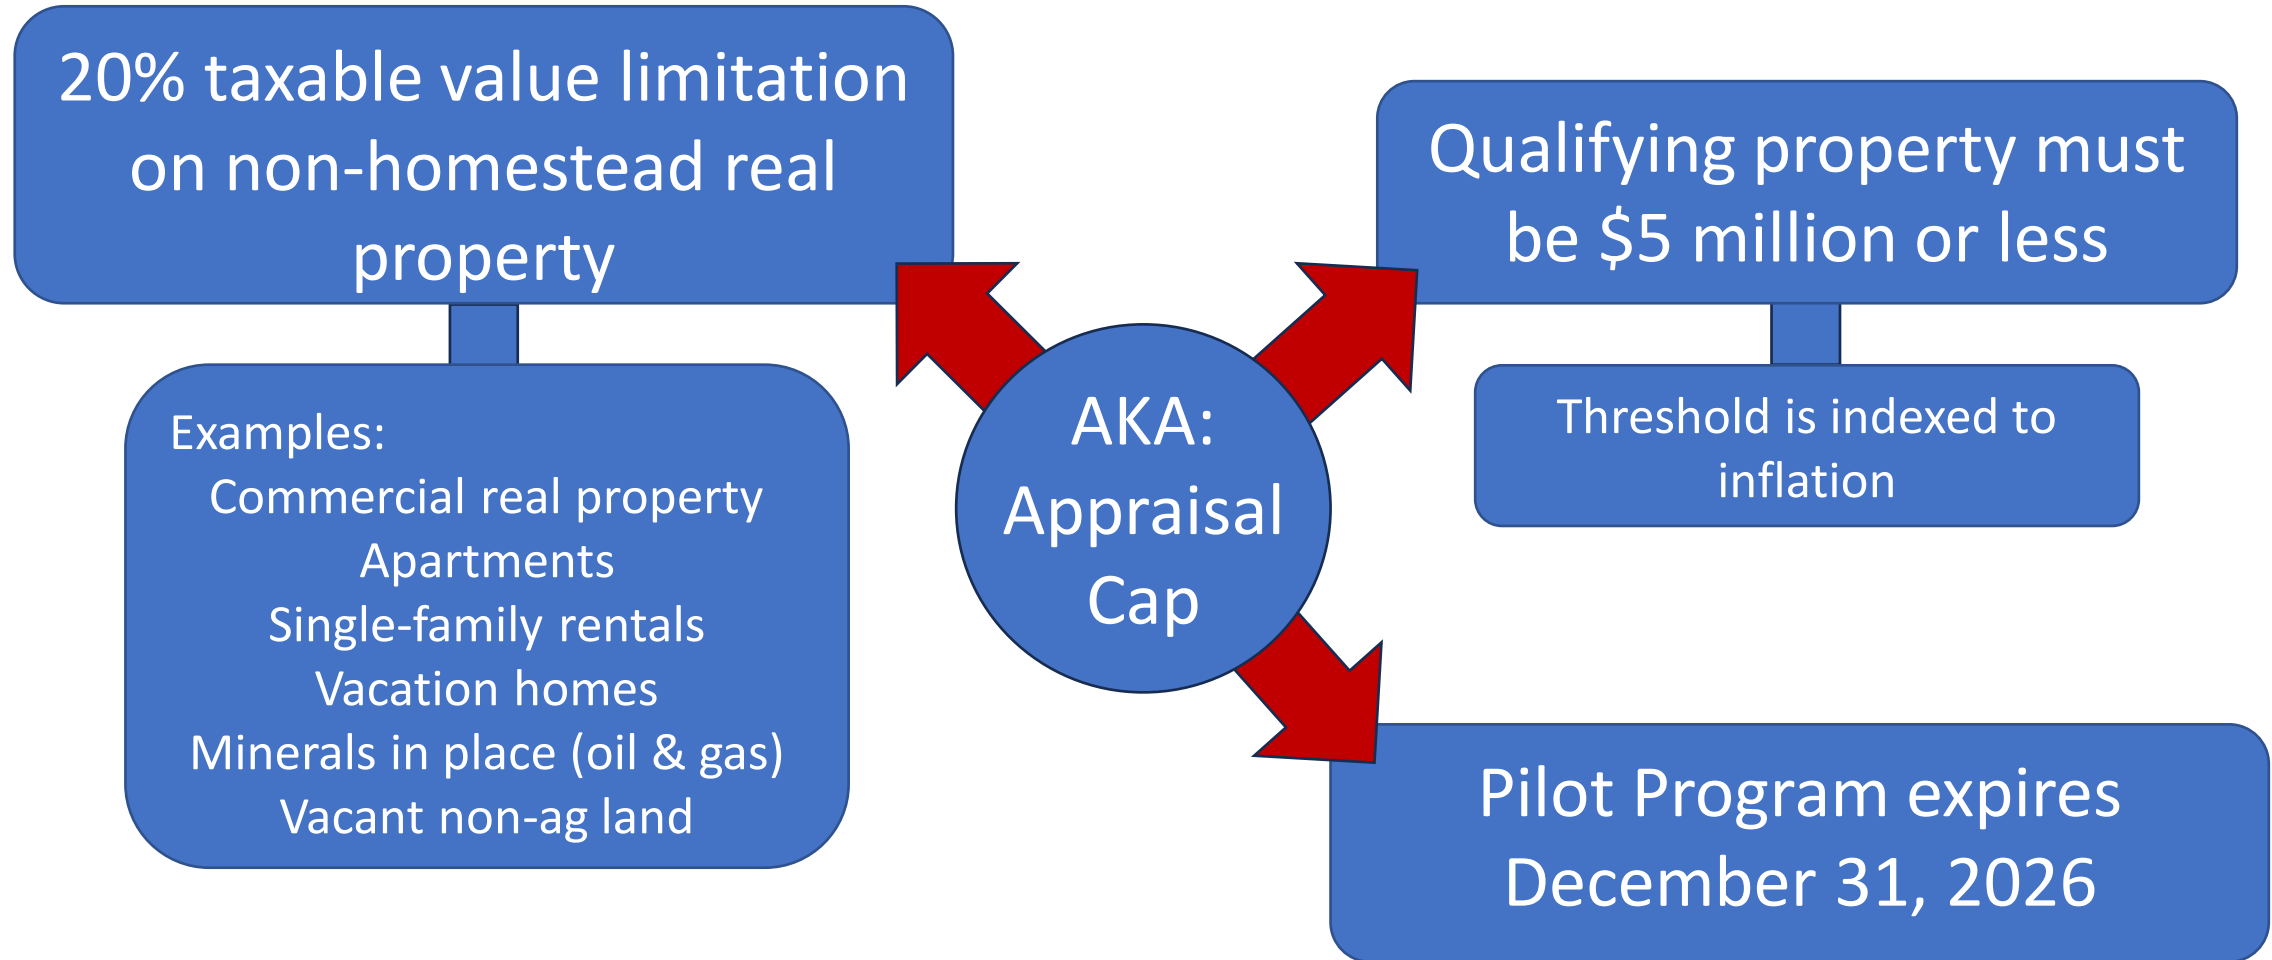 20% taxable value limitation
on non-homestead real
property
Examples:
Commercial real property
Apartments
Single-family rentals
Vacation homes
Minerals in place (oil & gas)
Vacant non-ag land
AKA:
Appraisal
Cap
Qualifying property must
be $5 million or less
Threshold is indexed to
inflation
Pilot Program expires
December 31, 2026